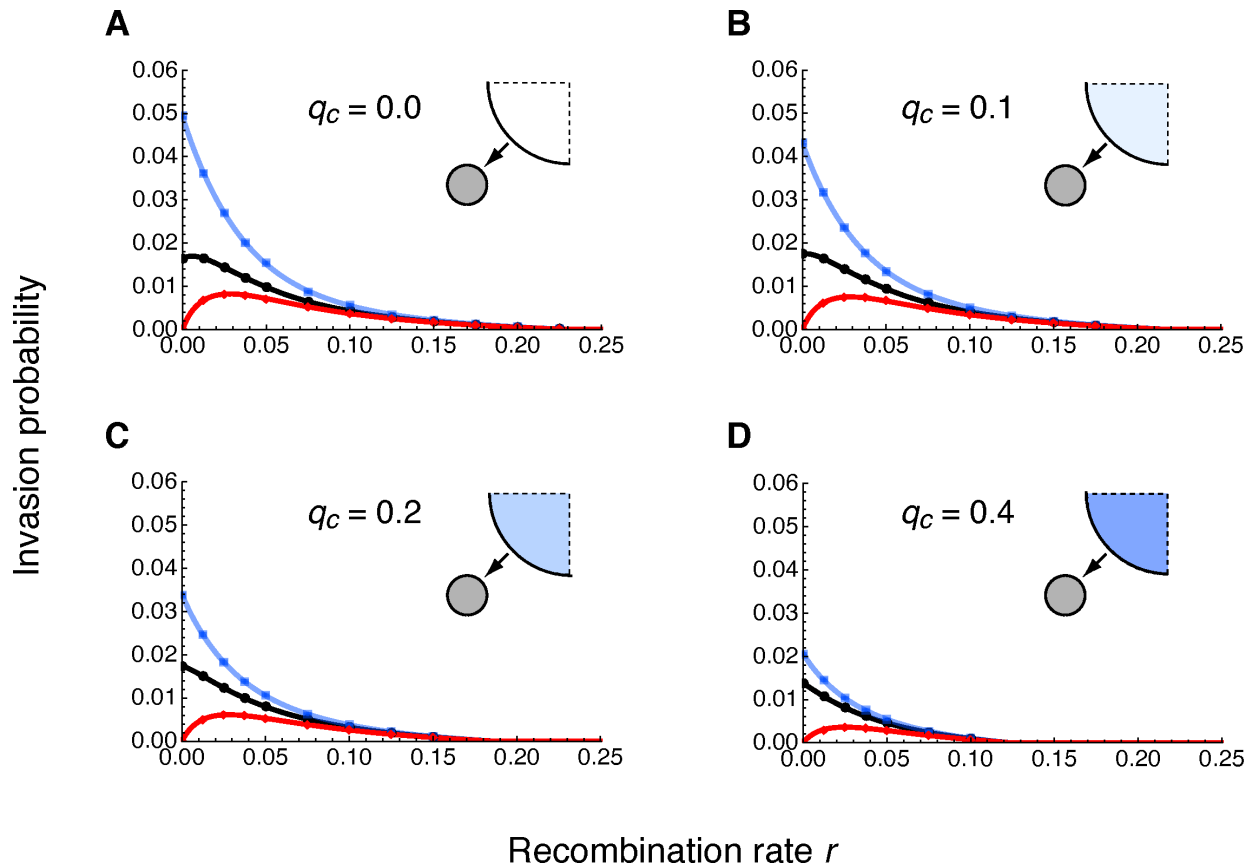 A
0.06
0.05
0.04
0.03
0.02
0.01
0.00
0.00 0.05 0.10 0.15 0.20 0.25
qc = 0.0
B
0.06
0.05
0.04
0.03
0.02
0.01
0.00
0.00 0.05 0.10 0.15 0.20 0.25
qc = 0.1
C
0.06
0.05
0.04
0.03
0.02
0.01
0.00
0.00 0.05 0.10 0.15 0.20 0.25
qc = 0.2
D
0.06
0.05
0.04
0.03
0.02
0.01
0.00
0.00 0.05 0.10 0.15 0.20 0.25
qc = 0.4
Invasion probability
Recombination rate r